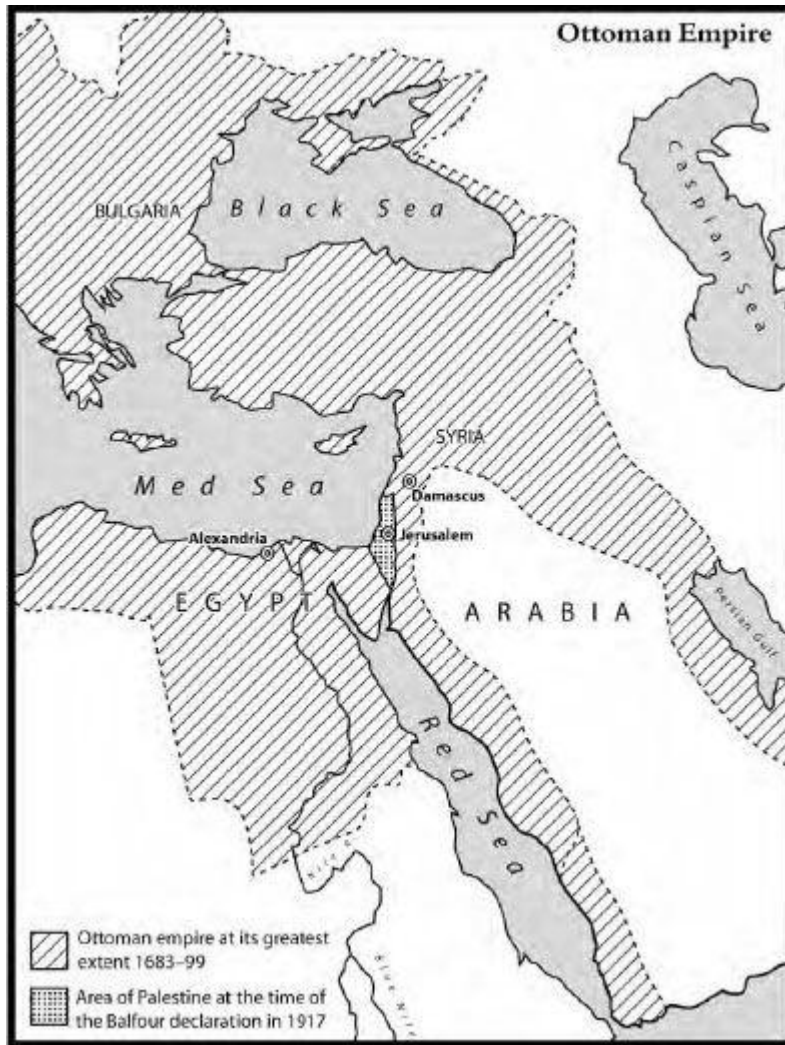 Ottoman Empire
Caspian Sea
Black Sea
BULGARIA
SYRIA
Med Sea
Damascus
Alexandria
Jerusalem
EGYPT
ARABIA
Persian Gulf
Red Sea
Nile
Blue Nile
Ottoman empire at its greatest
extent 1683–99
Area of Palestine at the time of
the Balfour declaration in 1917